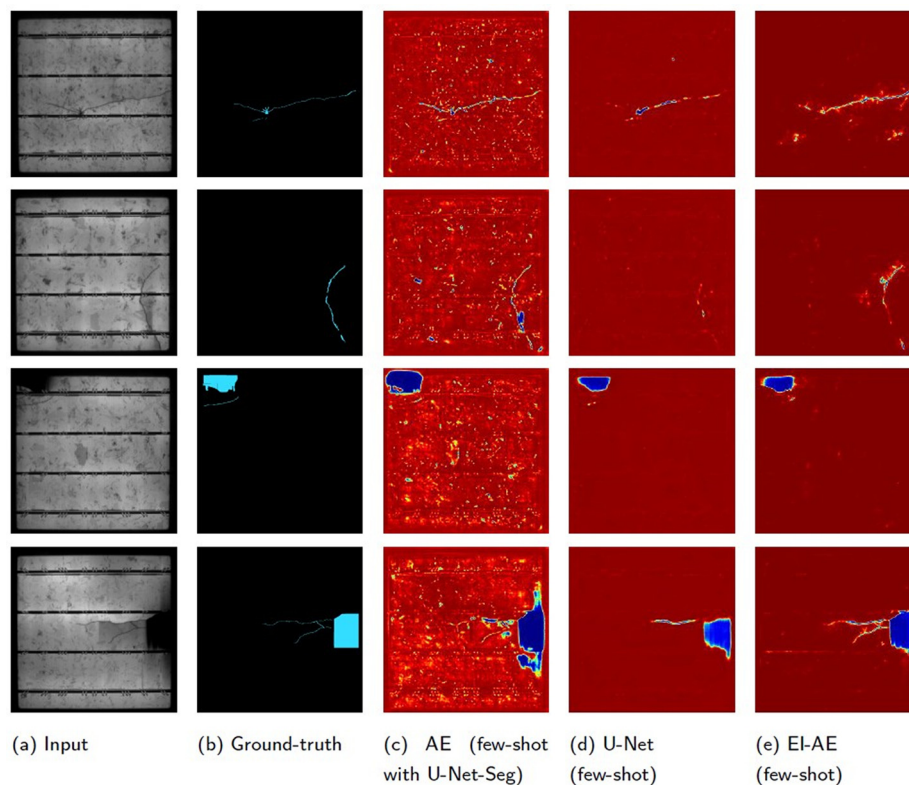 (a) Input
(b) Ground-truth
(c) AE (few-shot
with U-Net-Seg)
(d) U-Net
(few-shot)
(e) EI-AE
(few-shot)